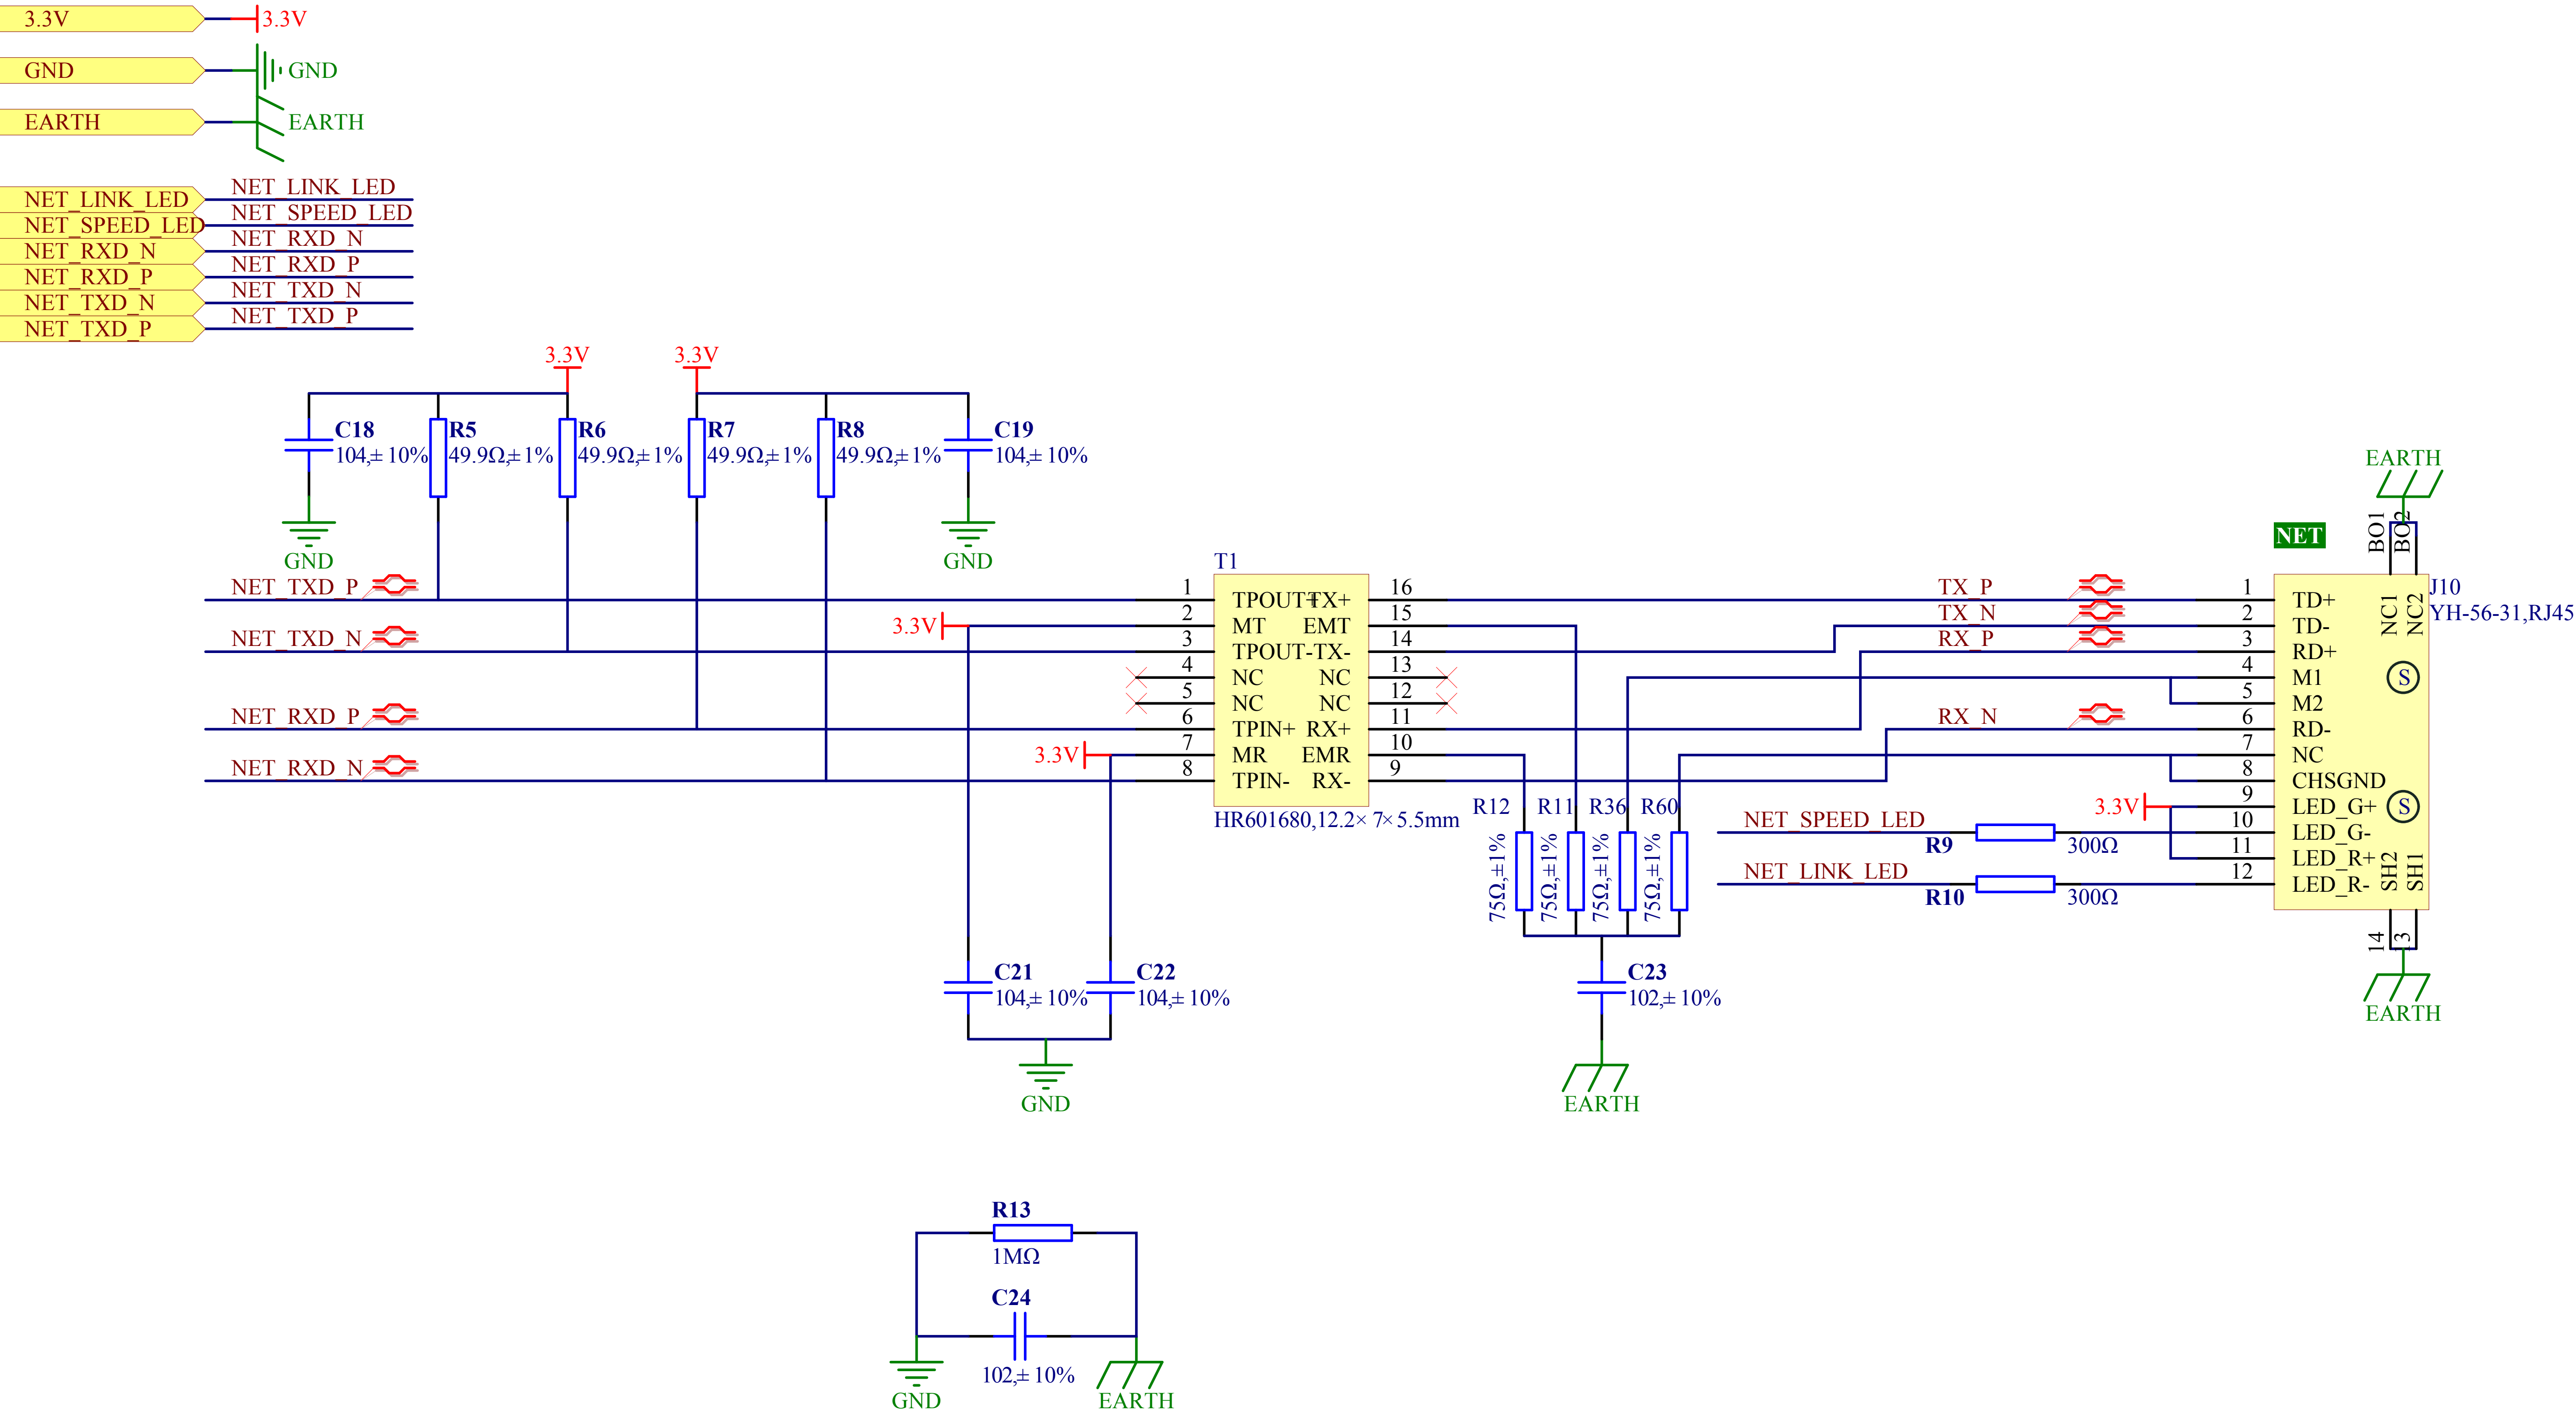 3.3V 3.3V
GND GND
EARTH EARTH
NET_LINK_LED NET_LINK_LED
NET_SPEED_LED NET_SPEED_LED
NET_RXD_N NET_RXD_N
NET_RXD_P NET_RXD_P
NET_TXD_N NET_TXD_N
NET_TXD_P NET_TXD_P
3.3V 3.3V
C18 R5 R6 R7 R8 C19
104,±10% 49.9Ω,±1% 49.9Ω,±1% 49.9Ω,±1% 49.9Ω,±1% 104,±10%
GND GND
NET_TXD_P
NET_TXD_N
NET_RXD_P
NET_RXD_N
3.3V
3.3V
T1
1 TPOUT+ TX+ 16
2 MT EMT 15
3 TPOUT- TX- 14
4 NC NC 13
5 NC NC 12
6 TPIN+ RX+ 11
7 MR EMR 10
8 TPIN- RX- 9
HR601680,12.2×7×5.5mm
R12 R11 R36 R60
75Ω,±1% 75Ω,±1% 75Ω,±1% 75Ω,±1%
C21 C22 C23
104,±10% 104,±10% 102,±10%
GND EARTH
TX_P
TX_N
RX_P
RX_N
3.3V
NET_SPEED_LED
R9 300Ω
NET_LINK_LED
R10 300Ω
EARTH
NET
BO1 BO2
J10
YH-56-31,RJ45
NC1 NC2
1 TD+
2 TD-
3 RD+
4 M1
5 M2
6 RD-
7 NC
8 CHSGND
9 LED_G+
10 LED_G-
11 LED_R+
12 LED_R-
S
S
SH2 SH1
14 13
EARTH
R13
1MΩ
C24
102,±10%
GND EARTH